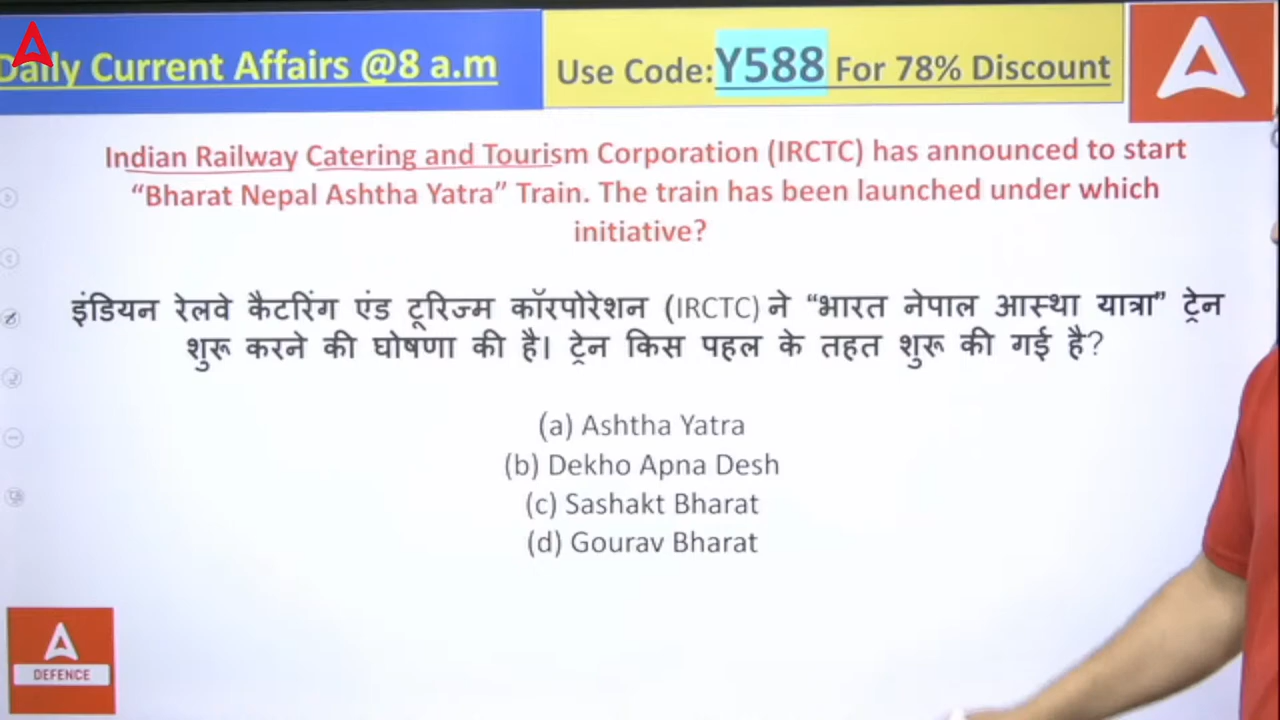 Daily Current Affairs @8 a.m
Use Code:Y588 For 78% Discount
Indian Railway Catering and Tourism Corporation (IRCTC) has announced to start
“Bharat Nepal Ashtha Yatra” Train. The train has been launched under which
initiative?
इंडियन रेलवे कैटरिंग एंड टूरिज्म कॉरपोरेशन (IRCTC) ने “भारत नेपाल आस्था यात्रा” ट्रेन
शुरू करने की घोषणा की है। ट्रेन किस पहल के तहत शुरू की गई है?
(a) Ashtha Yatra
(b) Dekho Apna Desh
(c) Sashakt Bharat
(d) Gourav Bharat
DEFENCE